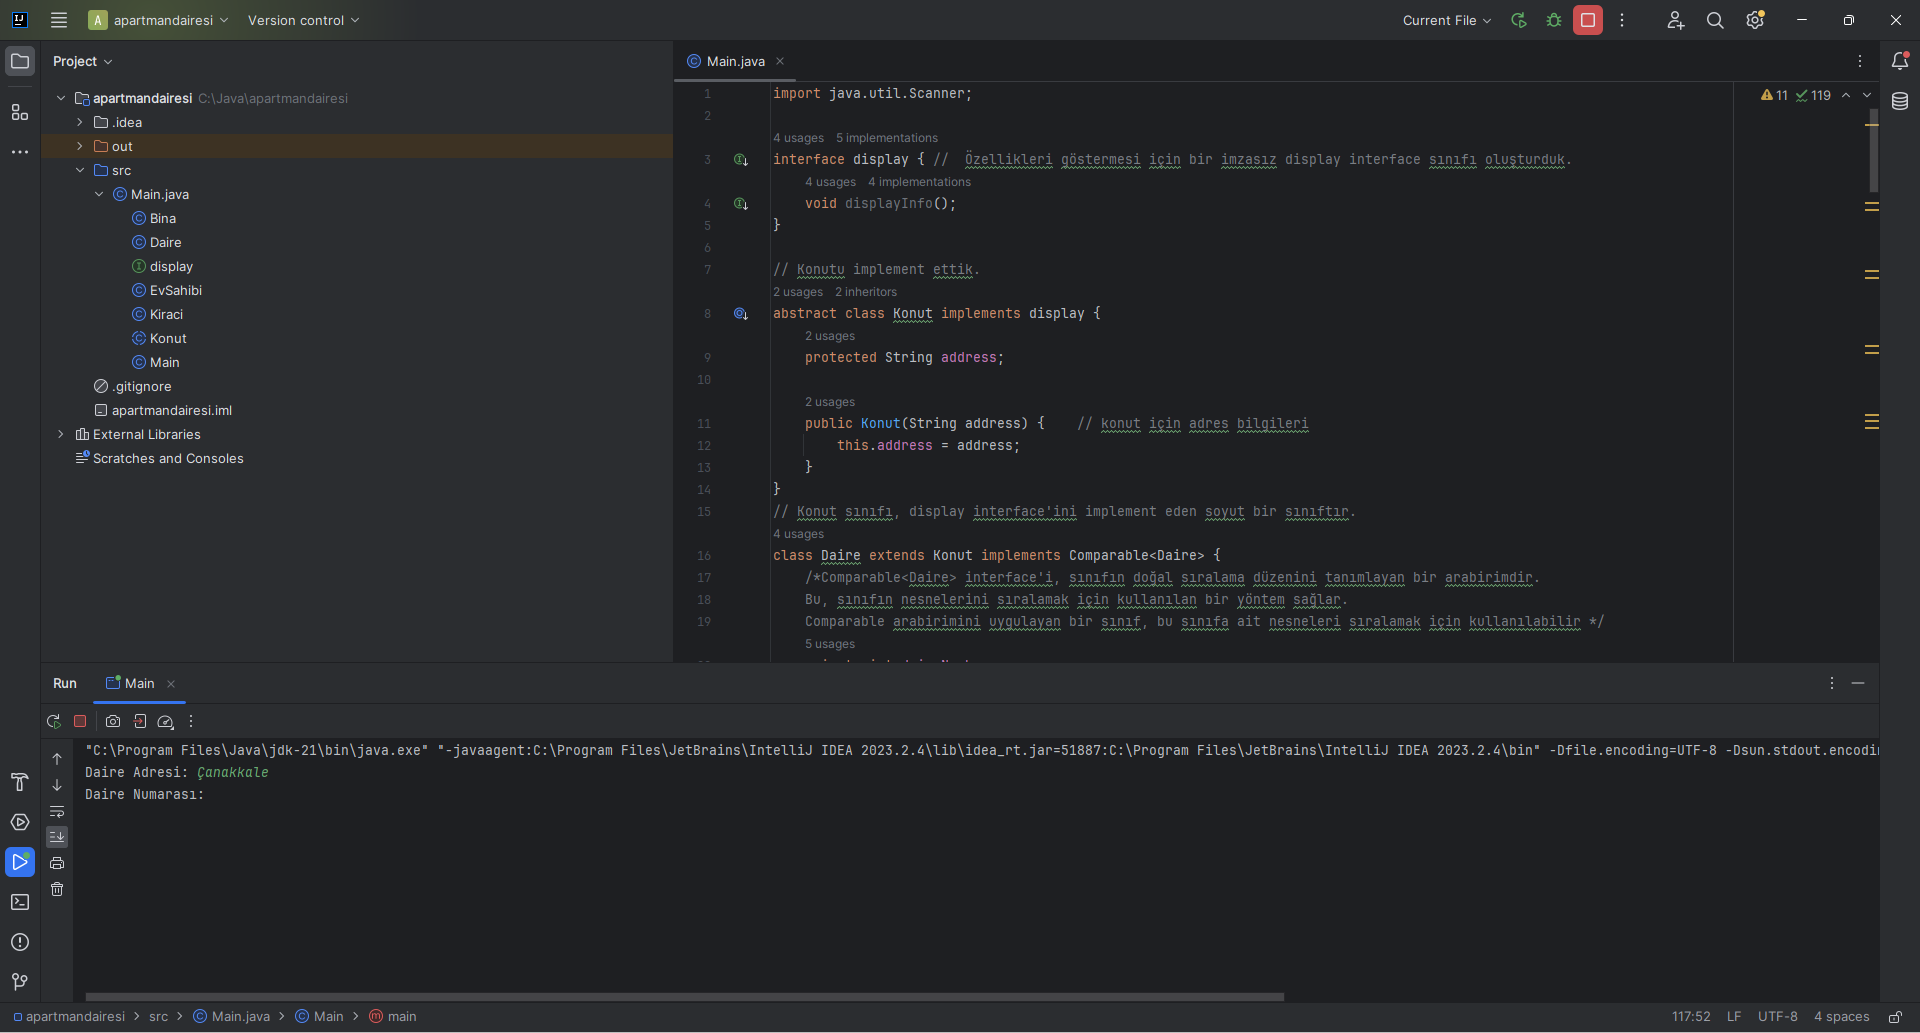 A apartmandairesi Version control Current File
Project
Main.java
apartmandairesi C:\Java\apartmandairesi
.idea
out
src
Main.java
Bina
Daire
display
EvSahibi
Kiraci
Konut
Main
.gitignore
apartmandairesi.iml
External Libraries
Scratches and Consoles
11 119
1 import java.util.Scanner;
2
4 usages 5 implementations
3 interface display { // Özellikleri göstermesi için bir imzasız display interface sınıfı oluşturduk.
4 usages 4 implementations
4 void displayInfo();
5 }
6
7 // Konutu implement ettik.
2 usages 2 inheritors
8 abstract class Konut implements display {
2 usages
9 protected String address;
10
2 usages
11 public Konut(String address) { // konut için adres bilgileri
12 this.address = address;
13 }
14 }
15 // Konut sınıfı, display interface'ini implement eden soyut bir sınıftır.
4 usages
16 class Daire extends Konut implements Comparable<Daire> {
17 /*Comparable<Daire> interface'i, sınıfın doğal sıralama düzenini tanımlayan bir arabirimdir.
18 Bu, sınıfın nesnelerini sıralamak için kullanılan bir yöntem sağlar.
19 Comparable arabirimini uygulayan bir sınıf, bu sınıfa ait nesneleri sıralamak için kullanılabilir */
5 usages
Run Main
"C:\Program Files\Java\jdk-21\bin\java.exe" "-javaagent:C:\Program Files\JetBrains\IntelliJ IDEA 2023.2.4\lib\idea_rt.jar=51887:C:\Program Files\JetBrains\IntelliJ IDEA 2023.2.4\bin" -Dfile.encoding=UTF-8 -Dsun.stdout.encodin
Daire Adresi: Çanakkale
Daire Numarası:
apartmandairesi > src > Main.java > Main > main 117:52 LF UTF-8 4 spaces